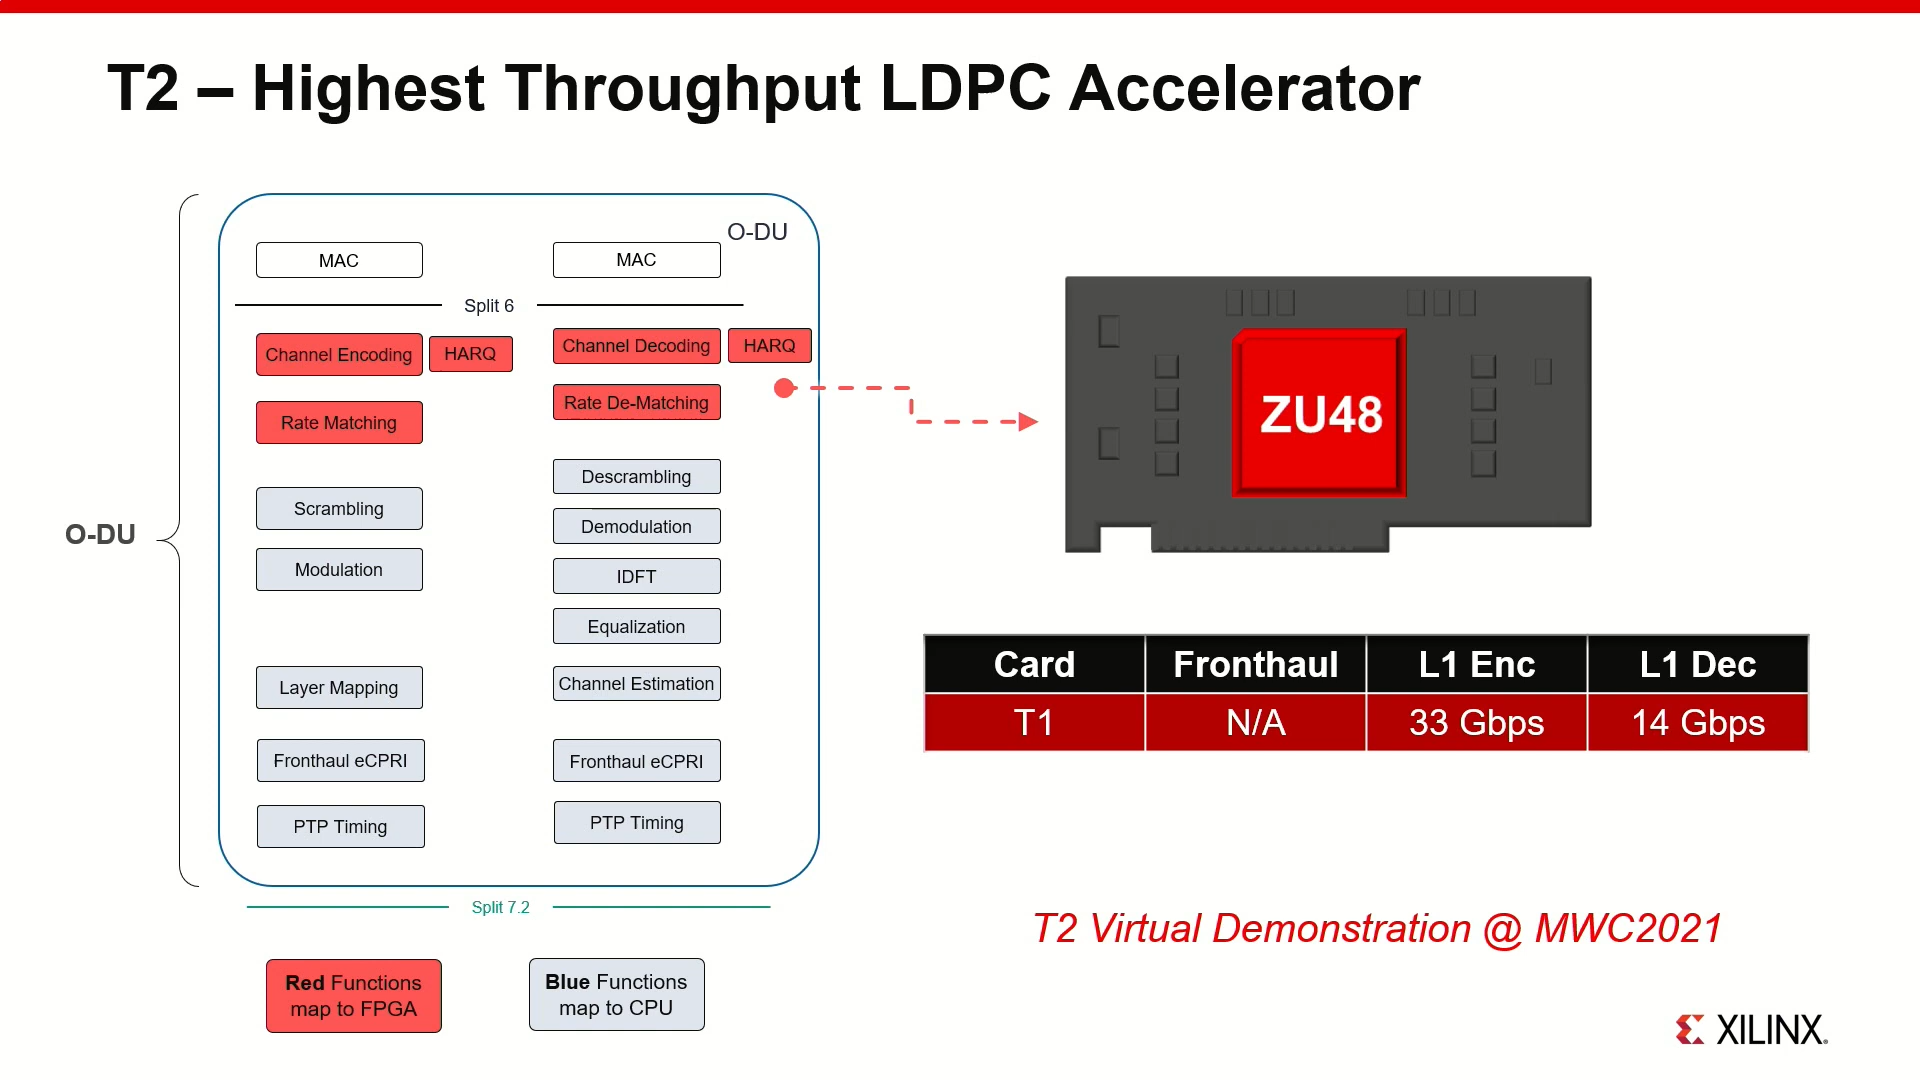 T2 – Highest Throughput LDPC Accelerator
O-DU
O-DU
MAC
MAC
Split 6
Channel Encoding
HARQ
Channel Decoding
HARQ
Rate Matching
Rate De-Matching
Scrambling
Descrambling
Modulation
Demodulation
IDFT
Equalization
Layer Mapping
Channel Estimation
Fronthaul eCPRI
Fronthaul eCPRI
PTP Timing
PTP Timing
Split 7.2
Red Functions
map to FPGA
Blue Functions
map to CPU
ZU48
Card Fronthaul L1 Enc L1 Dec
T1 N/A 33 Gbps 14 Gbps
T2 Virtual Demonstration @ MWC2021
XILINX.